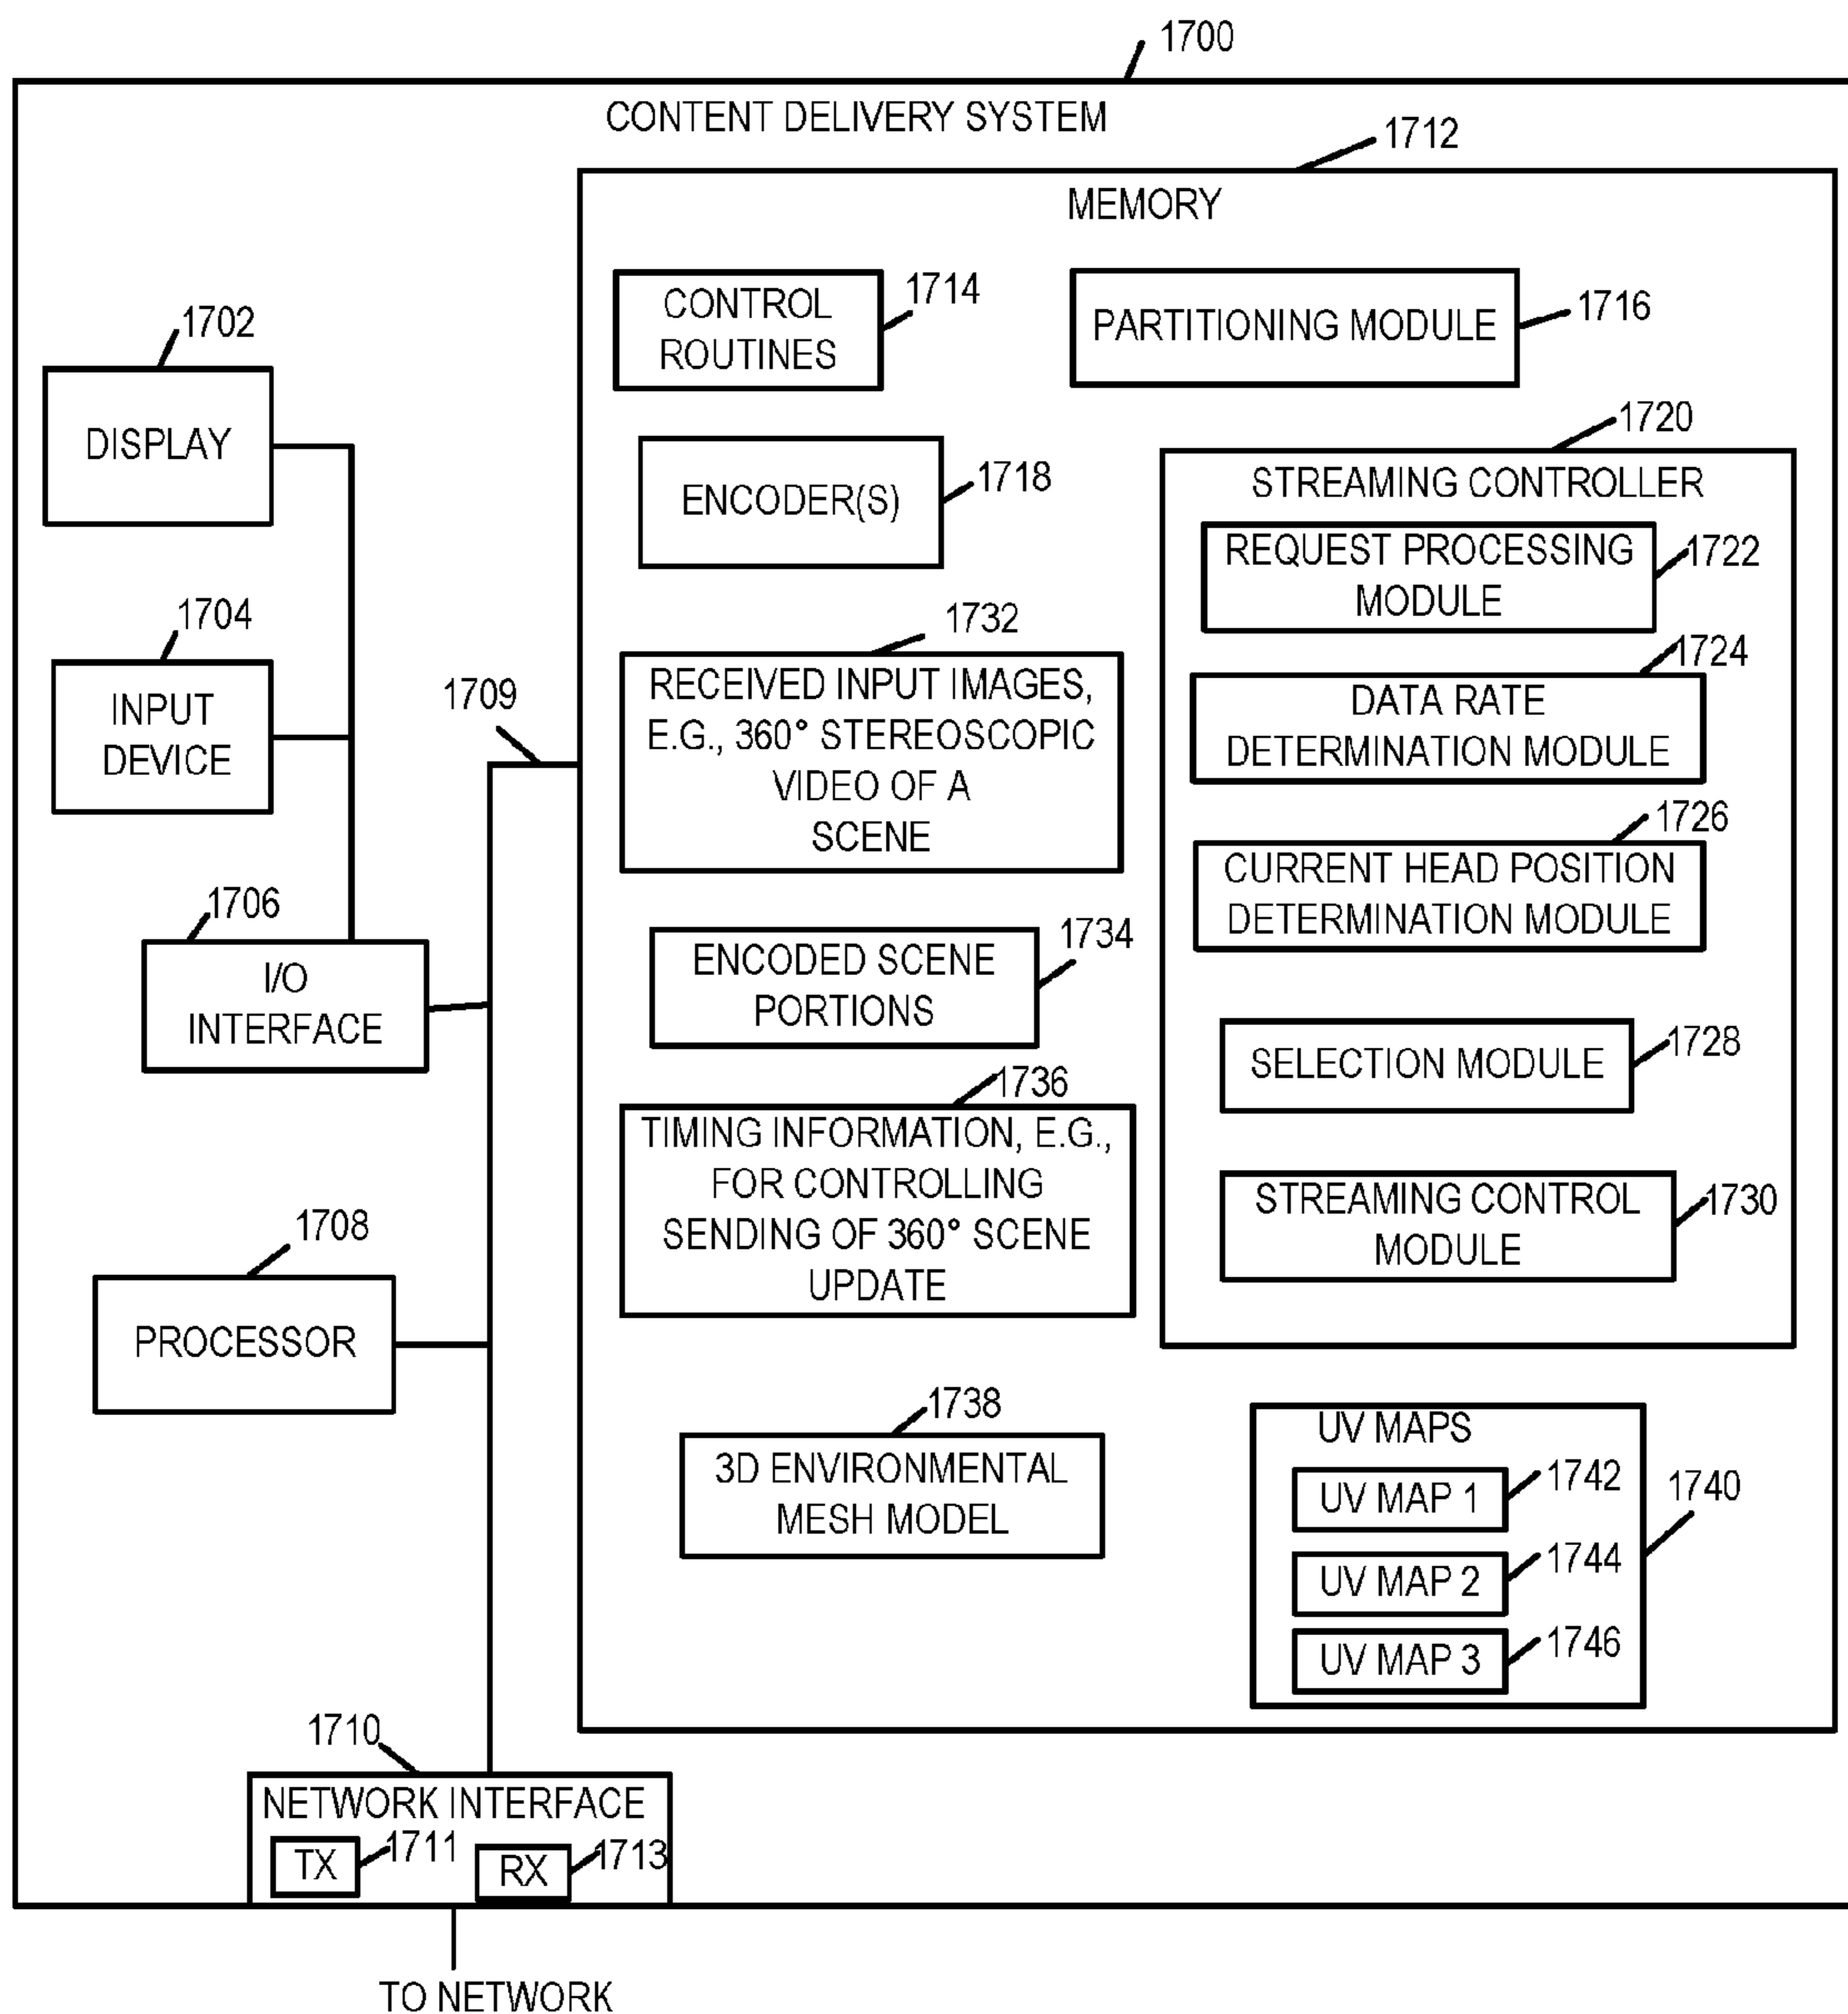 1700
CONTENT DELIVERY SYSTEM
1712
MEMORY
1702
DISPLAY
1704
INPUT
DEVICE
1706
I/O
INTERFACE
1708
PROCESSOR
1709
CONTROL
ROUTINES
1714
PARTITIONING MODULE
1716
ENCODER(S)
1718
1732
RECEIVED INPUT IMAGES,
E.G., 360° STEREOSCOPIC
VIDEO OF A
SCENE
ENCODED SCENE
PORTIONS
1734
1736
TIMING INFORMATION, E.G.,
FOR CONTROLLING
SENDING OF 360° SCENE
UPDATE
1738
3D ENVIRONMENTAL
MESH MODEL
1720
STREAMING CONTROLLER
REQUEST PROCESSING
MODULE
1722
1724
DATA RATE
DETERMINATION MODULE
1726
CURRENT HEAD POSITION
DETERMINATION MODULE
SELECTION MODULE
1728
STREAMING CONTROL
MODULE
1730
UV MAPS
UV MAP 1
1742
1740
UV MAP 2
1744
UV MAP 3
1746
1710
NETWORK INTERFACE
TX
1711
RX
1713
TO NETWORK